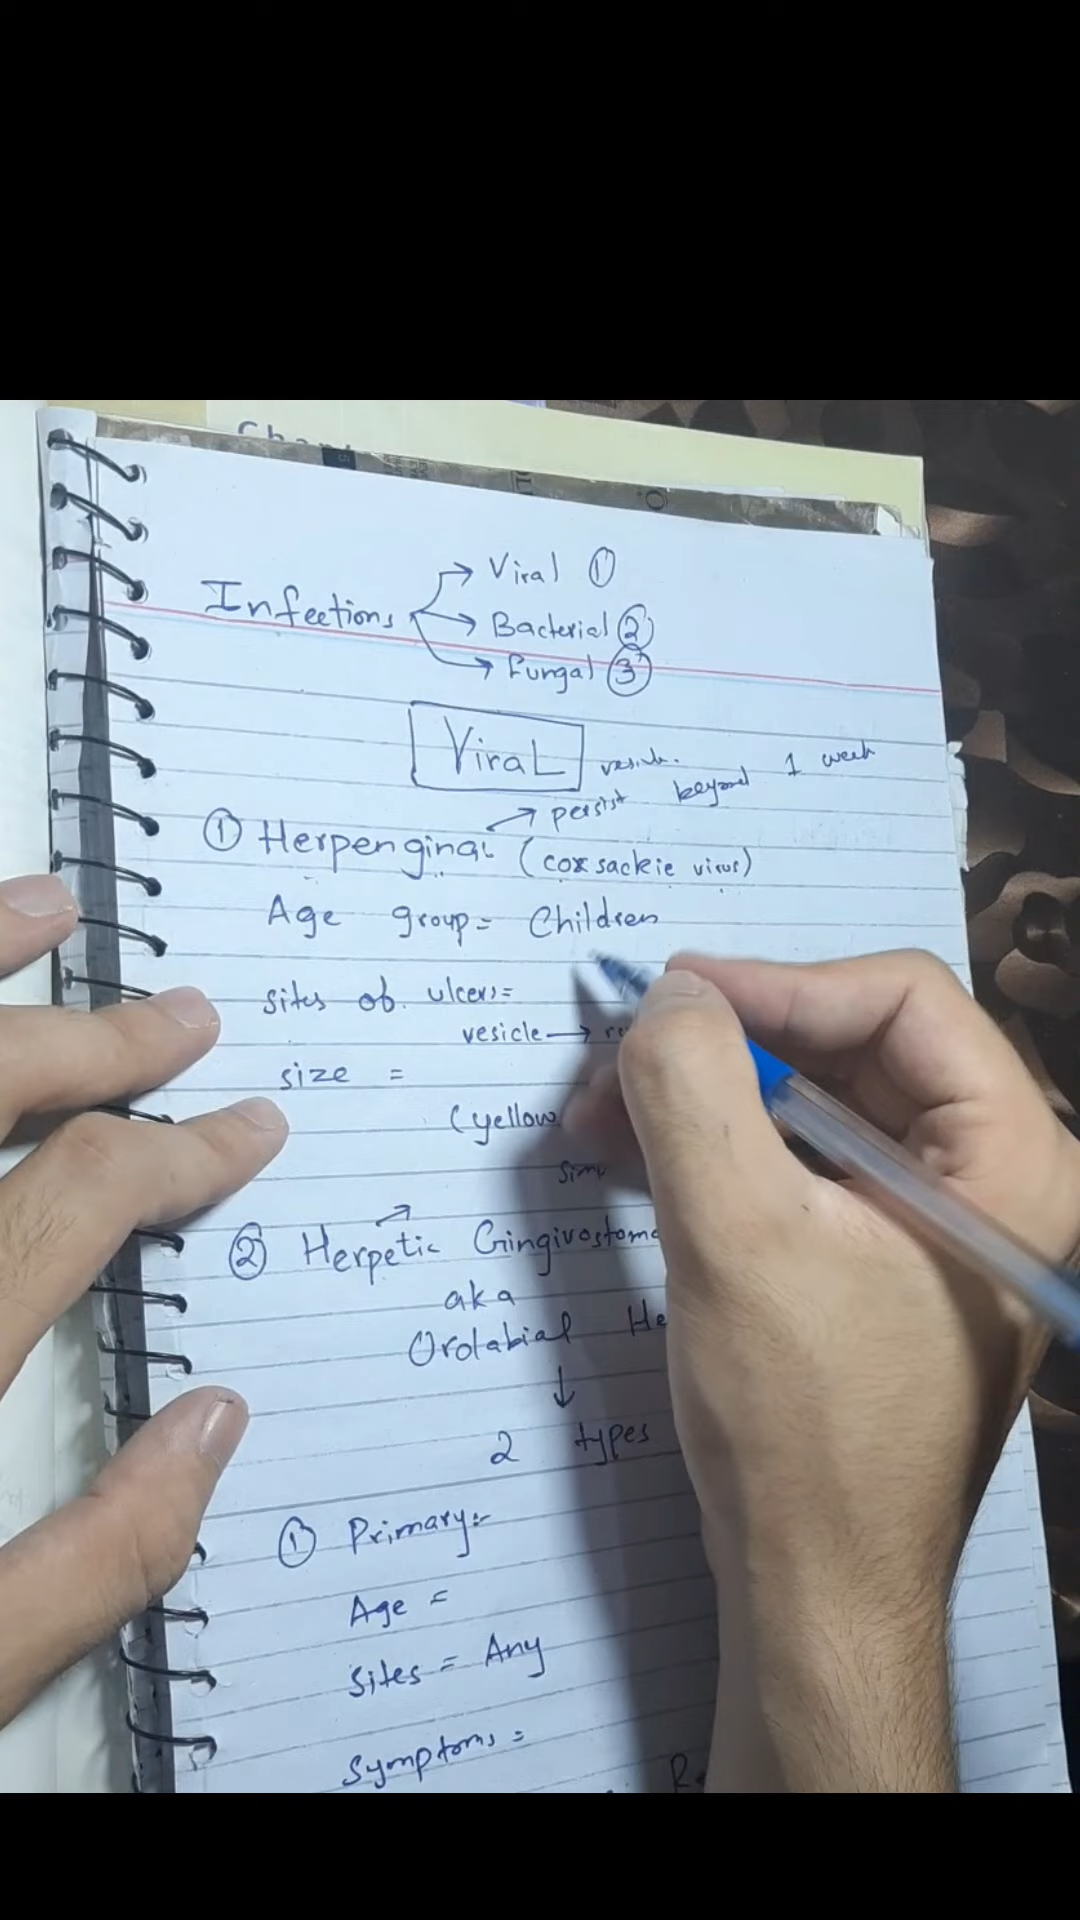 Infections
→ Viral ①
→ Bacterial ②
→ fungal ③
Viral
→ persist beyond 1 week
① Herpenginal (coxsackie virus)
Age group = Children
Sites of ulcers =
vesicle →
size =
(yellow
② Herpetic Gingivostoma
aka
Orolabial He
↓
2 types
① Primary:-
Age =
Sites = Any
Symptoms =